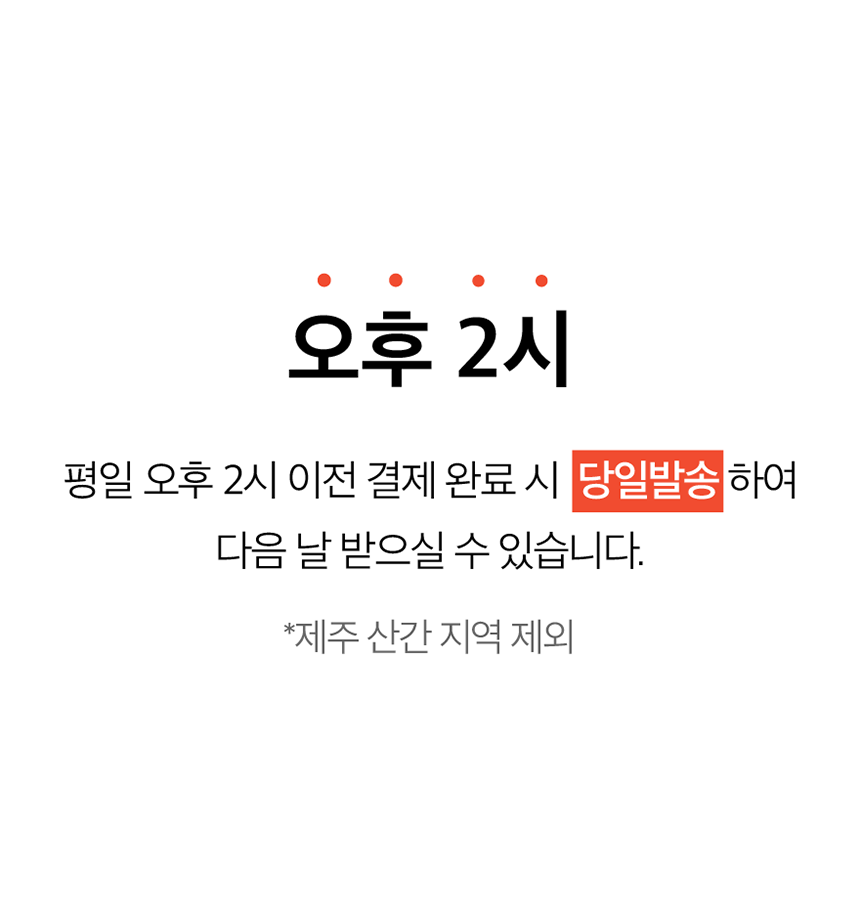 오후 2시
평일 오후 2시 이전 결제 완료 시 당일발송하여
다음 날 받으실 수 있습니다.
*제주 산간 지역 제외